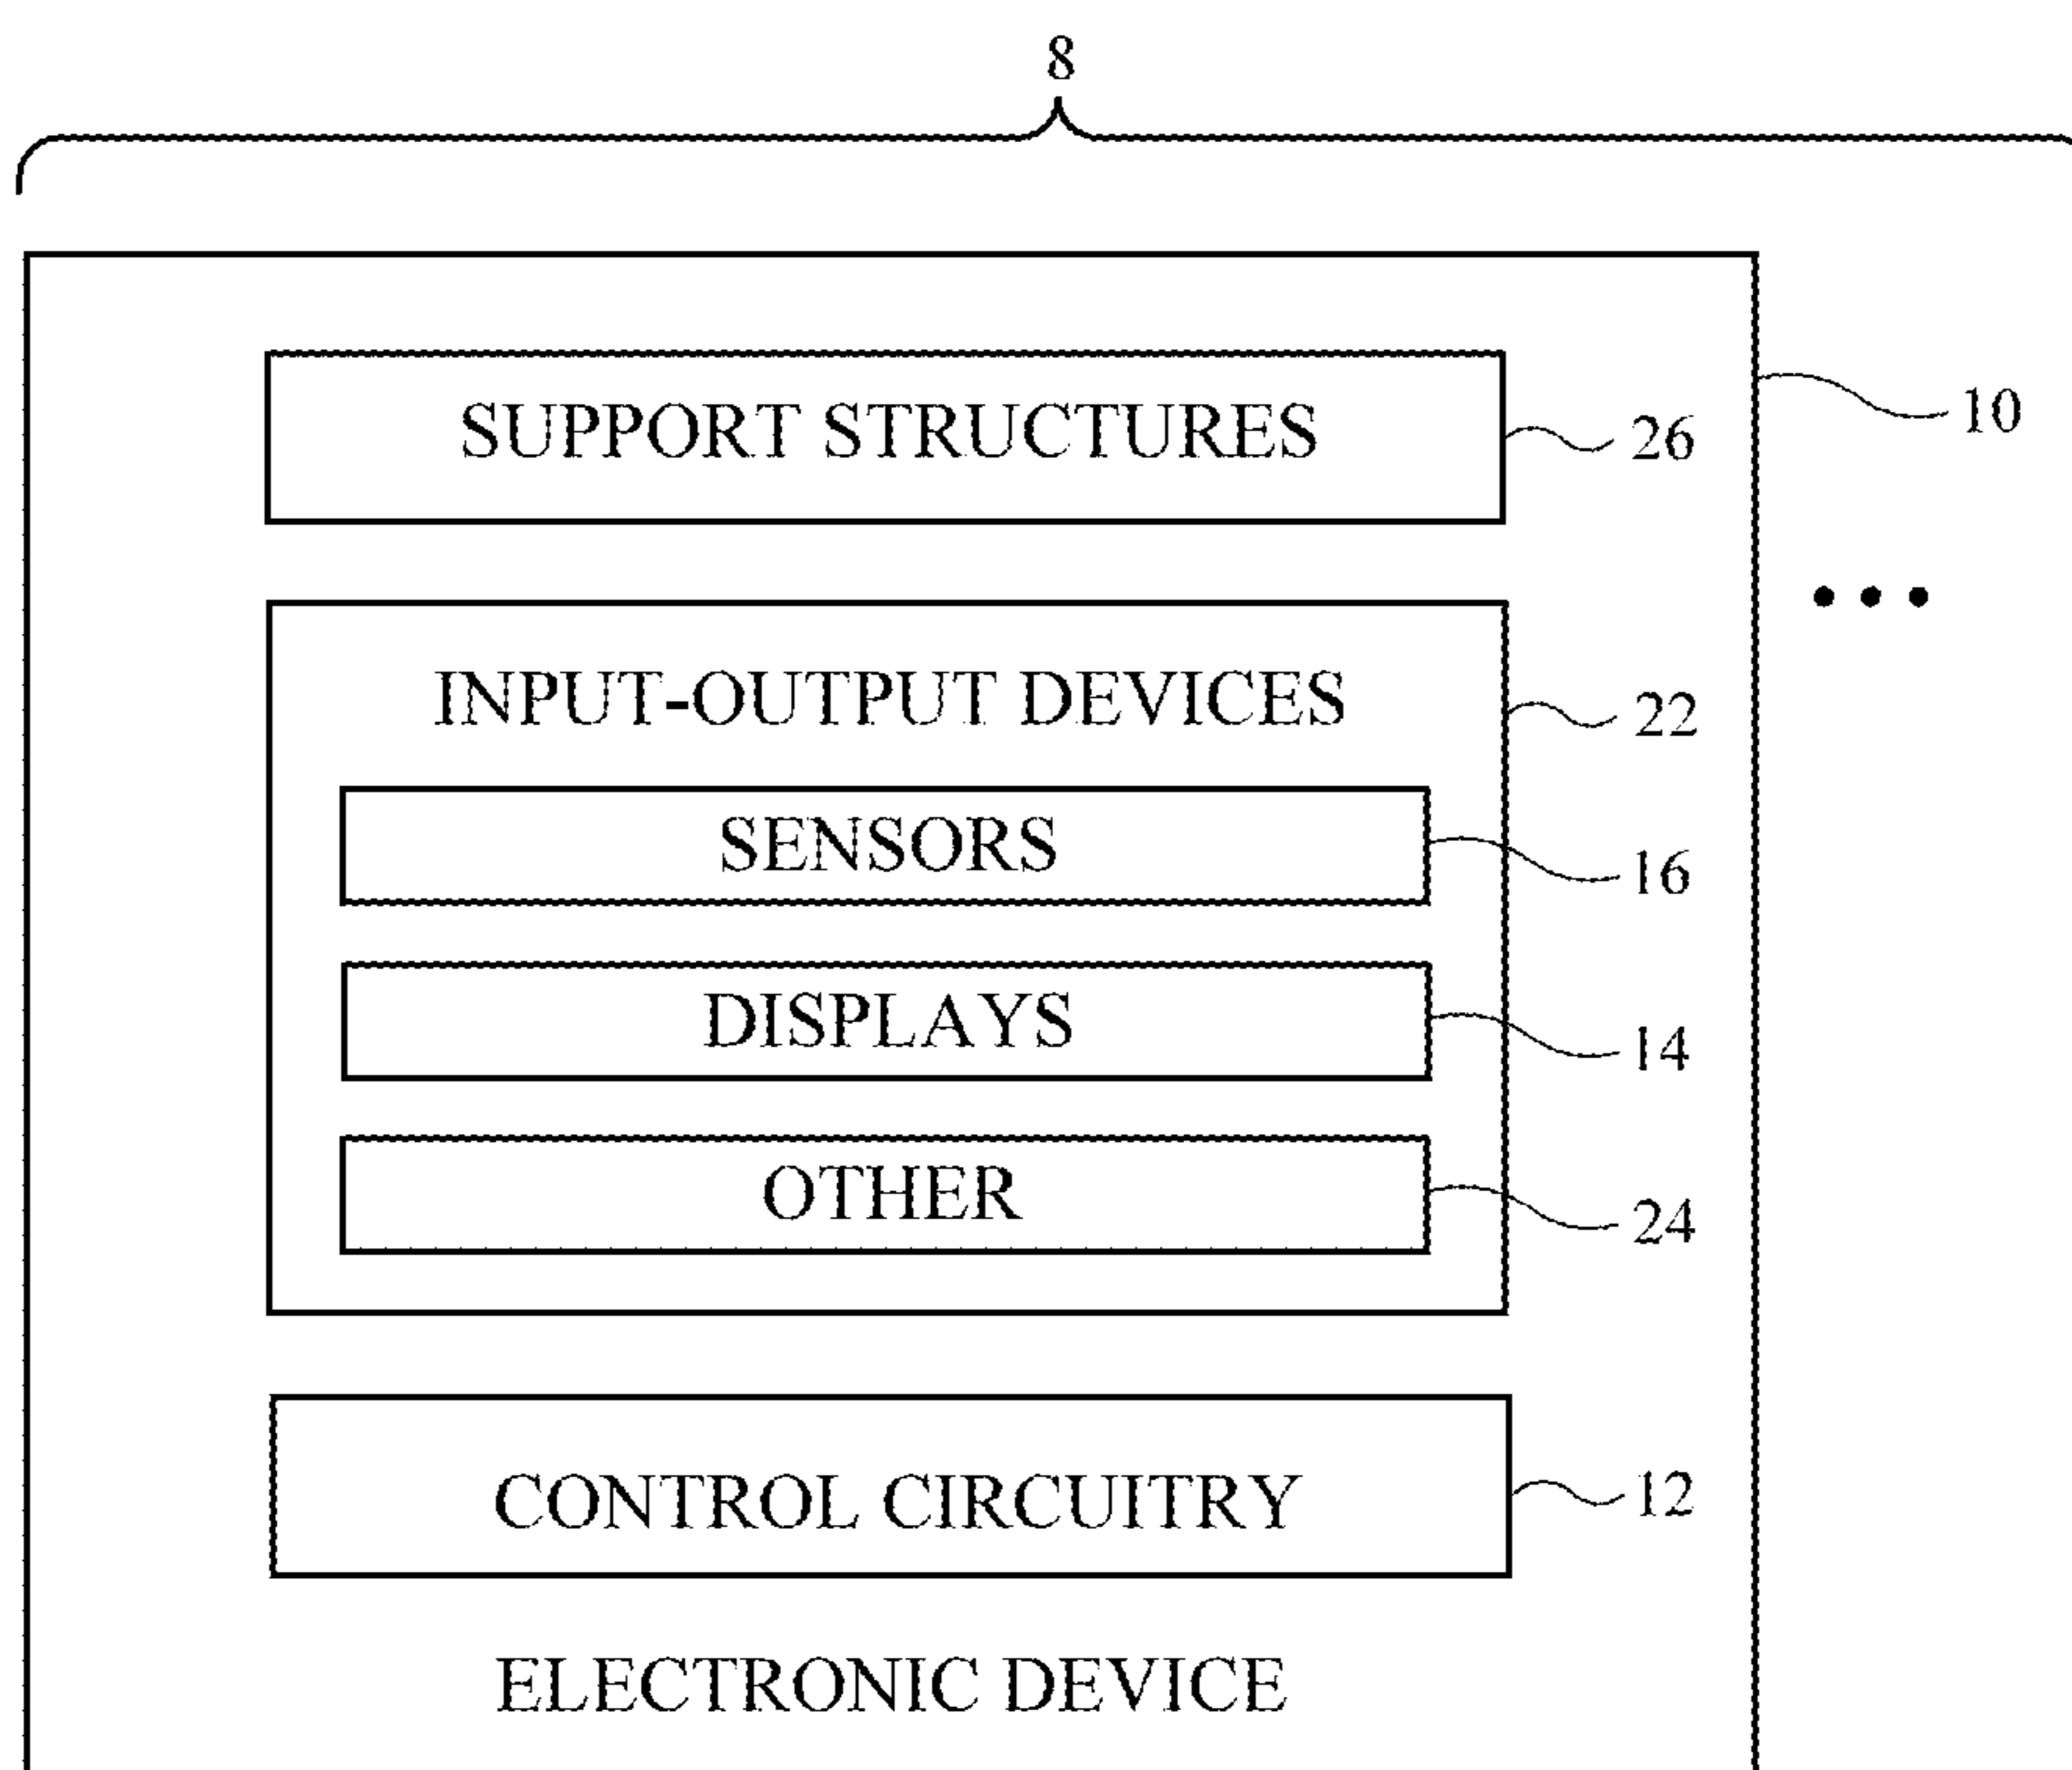 8
10
SUPPORT STRUCTURES
26
INPUT-OUTPUT DEVICES
22
SENSORS
16
DISPLAYS
14
OTHER
24
CONTROL CIRCUITRY
12
ELECTRONIC DEVICE